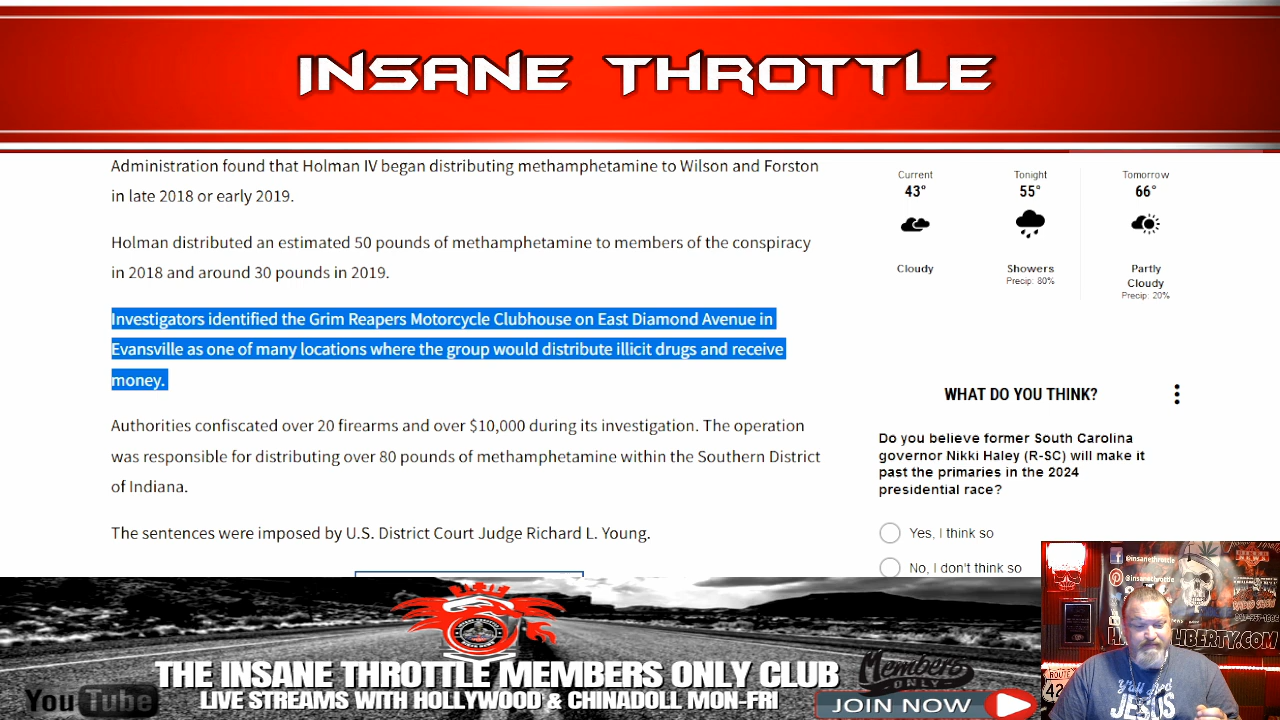 INSANE THROTTLE
Administration found that Holman IV began distributing methamphetamine to Wilson and Forston
in late 2018 or early 2019.
Holman distributed an estimated 50 pounds of methamphetamine to members of the conspiracy
in 2018 and around 30 pounds in 2019.
Investigators identified the Grim Reapers Motorcycle Clubhouse on East Diamond Avenue in
Evansville as one of many locations where the group would distribute illicit drugs and receive
money.
Authorities confiscated over 20 firearms and over $10,000 during its investigation. The operation
was responsible for distributing over 80 pounds of methamphetamine within the Southern District
of Indiana.
The sentences were imposed by U.S. District Court Judge Richard L. Young.
Current Tonight Tomorrow
43° 55° 66°
Cloudy Showers Partly
Cloudy
Precip: 80% Precip: 20%
WHAT DO YOU THINK?
Do you believe former South Carolina
governor Nikki Haley (R-SC) will make it
past the primaries in the 2024
presidential race?
Yes, I think so
No, I don't think so
THE INSANE THROTTLE MEMBERS ONLY CLUB
LIVE STREAMS WITH HOLLYWOOD & CHINADOLL MON-FRI
YouTube
Members
ONLY
JOIN NOW
@insanethrottle
@insanethrottle
LIBERTY.COM
ROUTE
Y'all need
JESUS